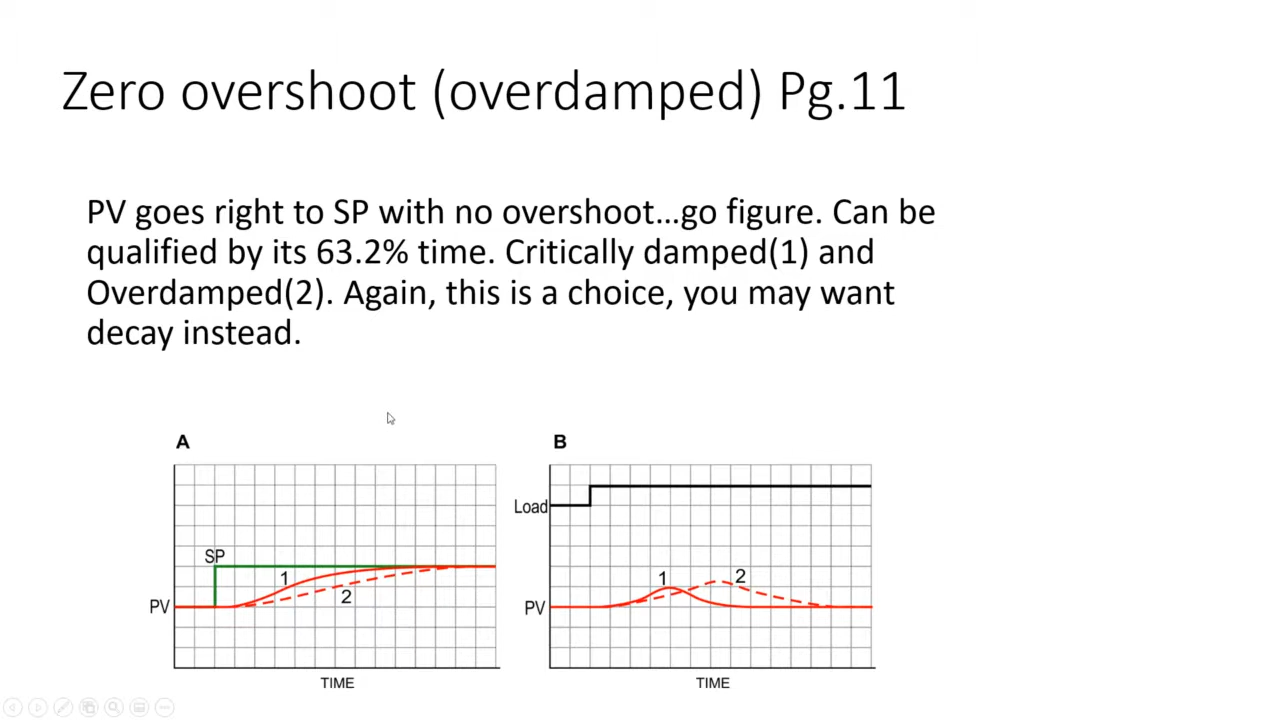 Zero overshoot (overdamped) Pg.11
PV goes right to SP with no overshoot...go figure. Can be
qualified by its 63.2% time. Critically damped(1) and
Overdamped(2). Again, this is a choice, you may want
decay instead.
A
SP
1
2
PV
TIME
B
Load
1
2
PV
TIME